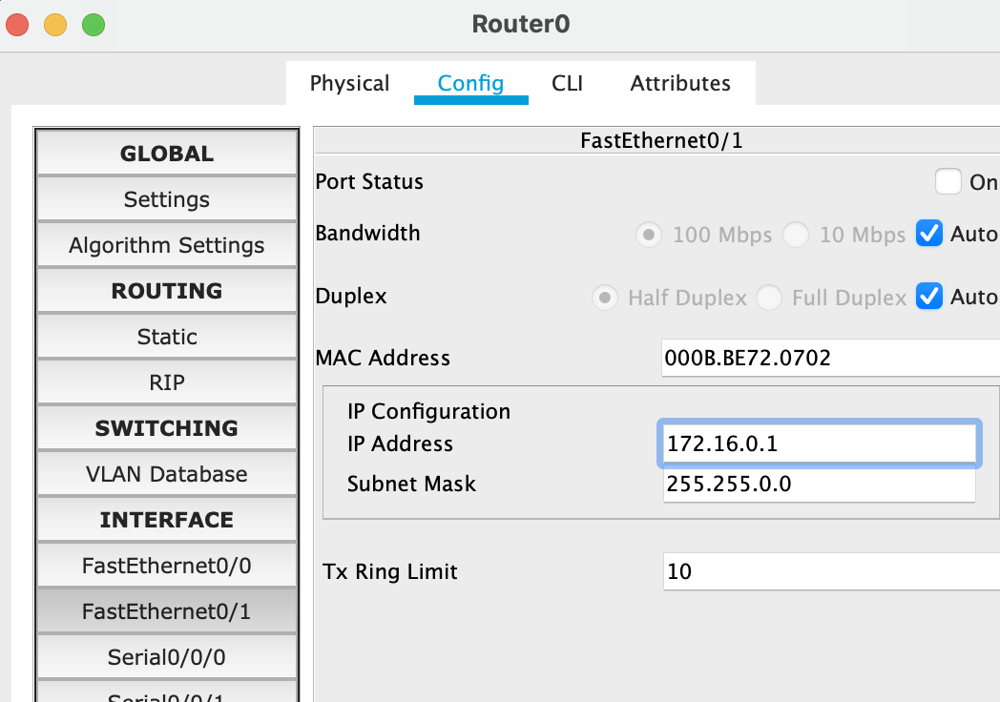 Router0
Physical Config CLI Attributes
GLOBAL
Settings
Algorithm Settings
ROUTING
Static
RIP
SWITCHING
VLAN Database
INTERFACE
FastEthernet0/0
FastEthernet0/1
Serial0/0/0
Serial0/0/1
FastEthernet0/1
Port Status On
Bandwidth 100 Mbps 10 Mbps Auto
Duplex Half Duplex Full Duplex Auto
MAC Address 000B.BE72.0702
IP Configuration
IP Address 172.16.0.1
Subnet Mask 255.255.0.0
Tx Ring Limit 10